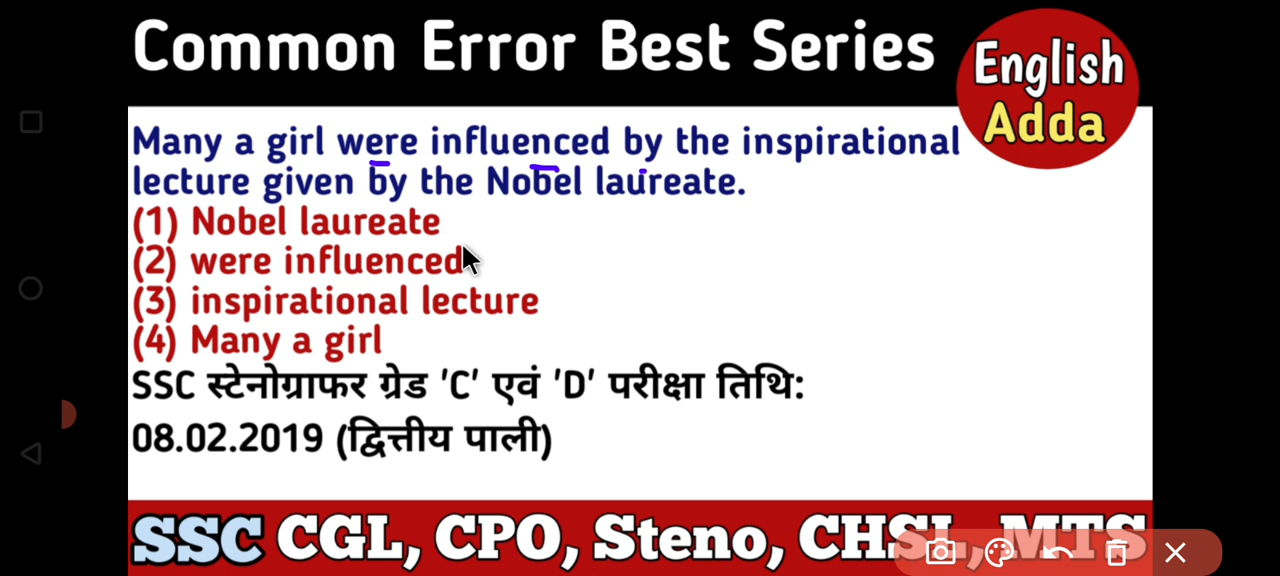 Common Error Best Series
English
Adda
Many a girl were influenced by the inspirational
lecture given by the Nobel laureate.
(1) Nobel laureate
(2) were influenced
(3) inspirational lecture
(4) Many a girl
SSC स्टेनोग्राफर ग्रेड 'C' एवं 'D' परीक्षा तिथि:
08.02.2019 (द्वित्तीय पाली)
SSC CGL, CPO, Steno, CHSL, MTS